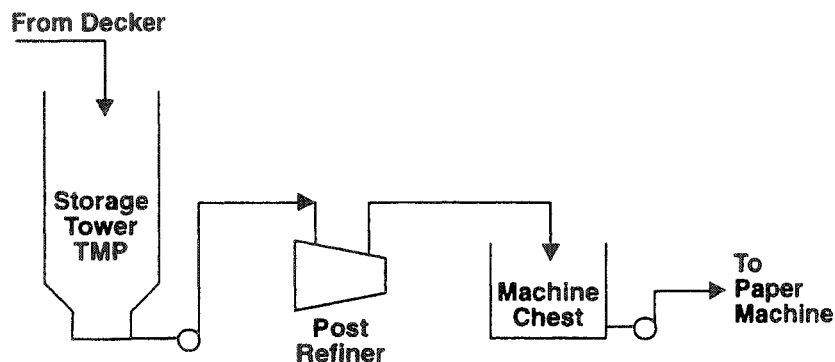 From Decker
Storage
Tower
TMP
Post
Refiner
Machine
Chest
To
Paper
Machine